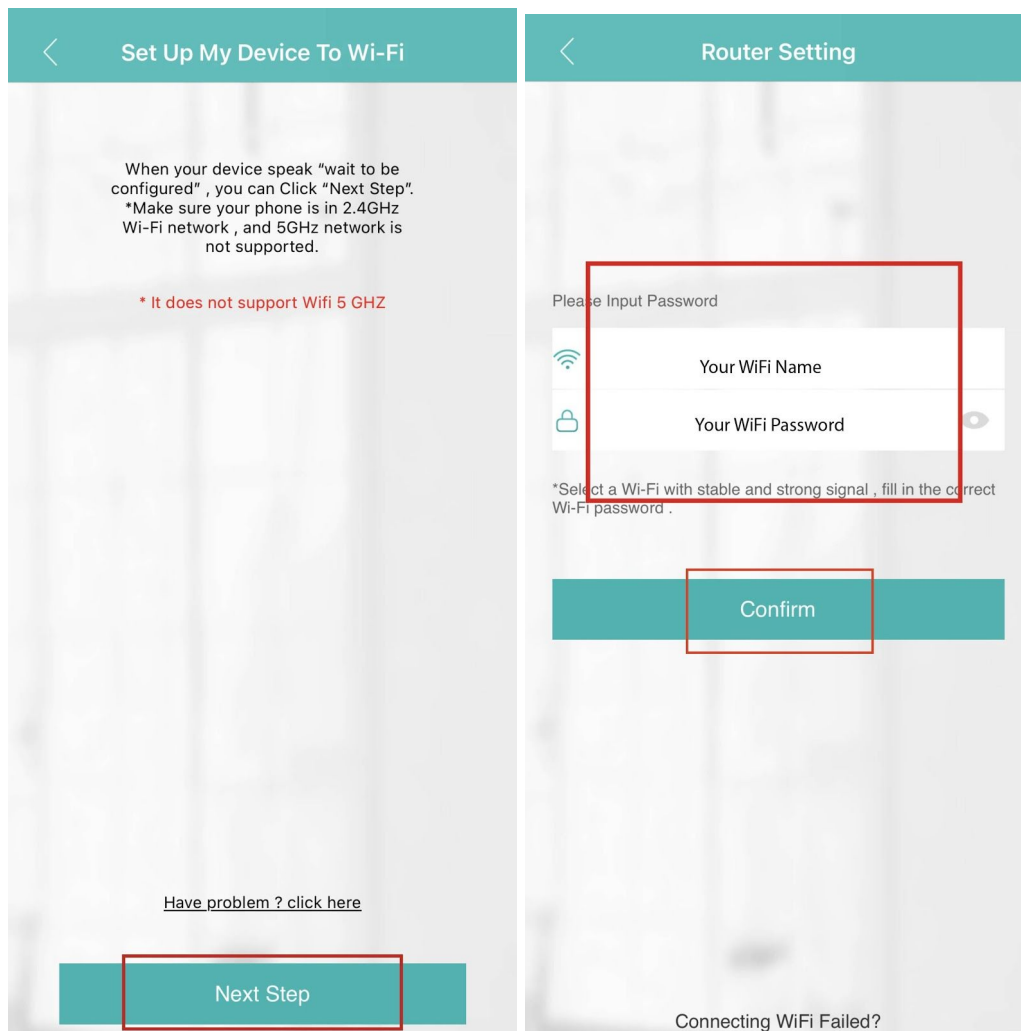 Set Up My Device To Wi-Fi
When your device speak “wait to be
configured” , you can Click “Next Step”.
*Make sure your phone is in 2.4GHz
Wi-Fi network , and 5GHz network is
not supported.
* It does not support Wifi 5 GHZ
Have problem ? click here
Next Step
Router Setting
Please Input Password
Your WiFi Name
Your WiFi Password
*Select a Wi-Fi with stable and strong signal , fill in the correct
Wi-Fi password .
Confirm
Connecting WiFi Failed?